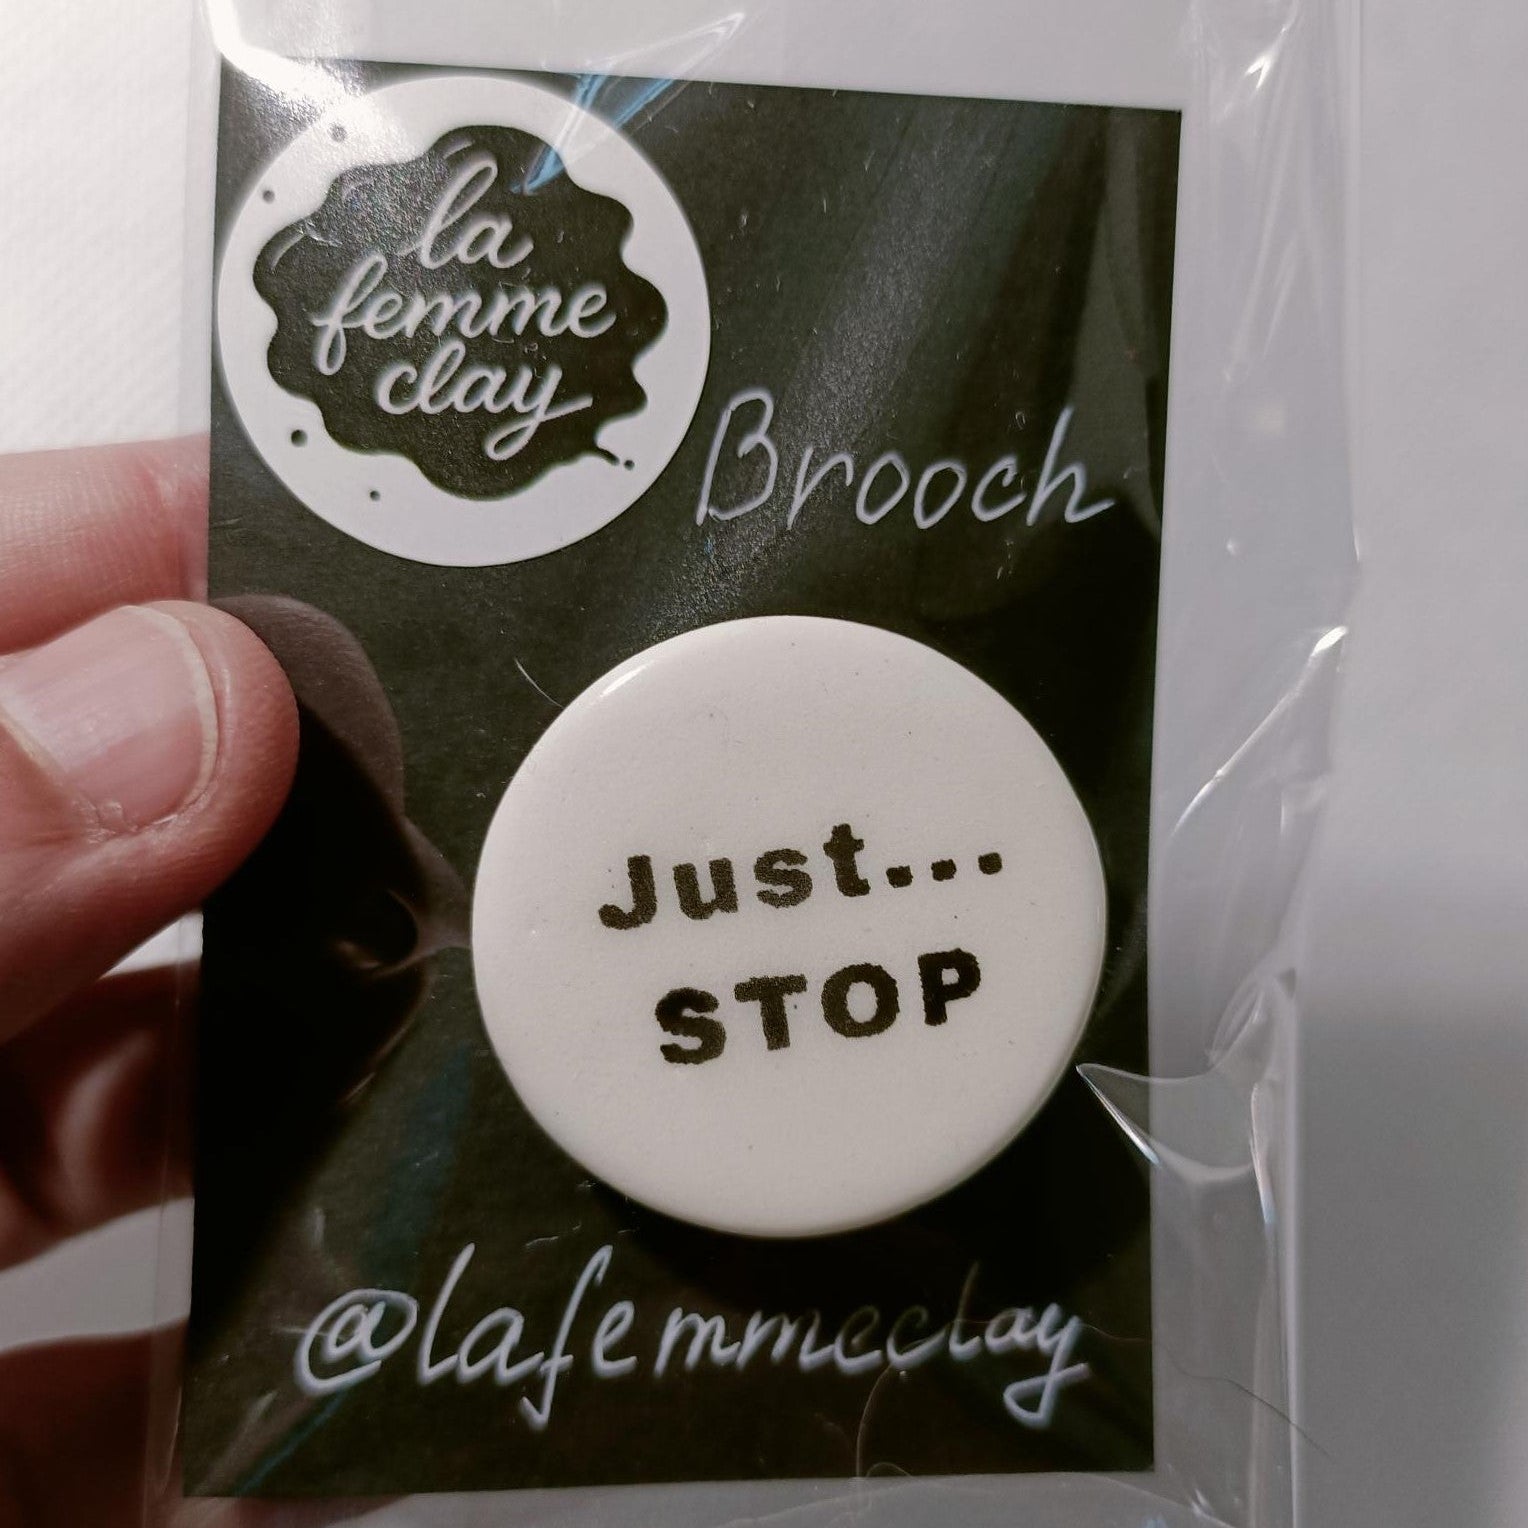 la
femme
clay
Brooch
Just...
STOP
@lafemmeclay